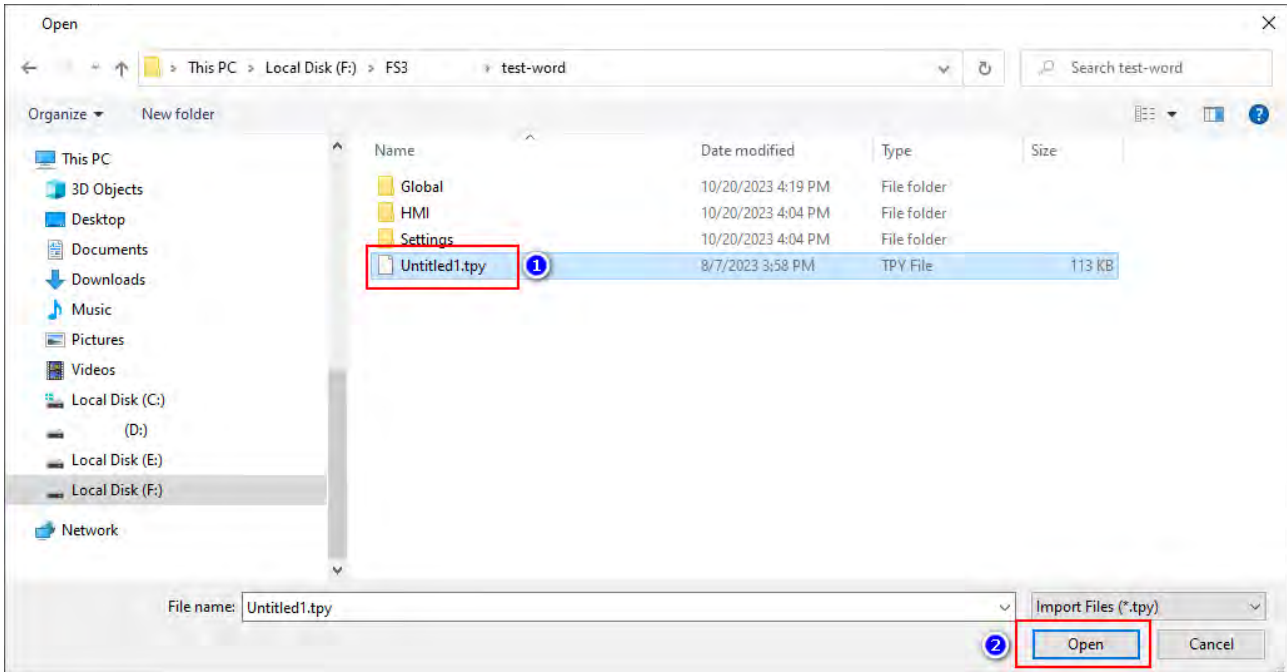 Open
This PC > Local Disk (F:) > FS3 > test-word
Search test-word
Organize
New folder
Name
Date modified
Type
Size
This PC
3D Objects
Desktop
Documents
Downloads
Music
Pictures
Videos
Local Disk (C:)
(D:)
Local Disk (E:)
Local Disk (F:)
Network
Global 10/20/2023 4:19 PM File folder
HMI 10/20/2023 4:04 PM File folder
Settings 10/20/2023 4:04 PM File folder
Untitled1.tpy 1 8/7/2023 3:58 PM TPY File 113 KB
File name: Untitled1.tpy
Import Files (*.tpy)
2 Open Cancel